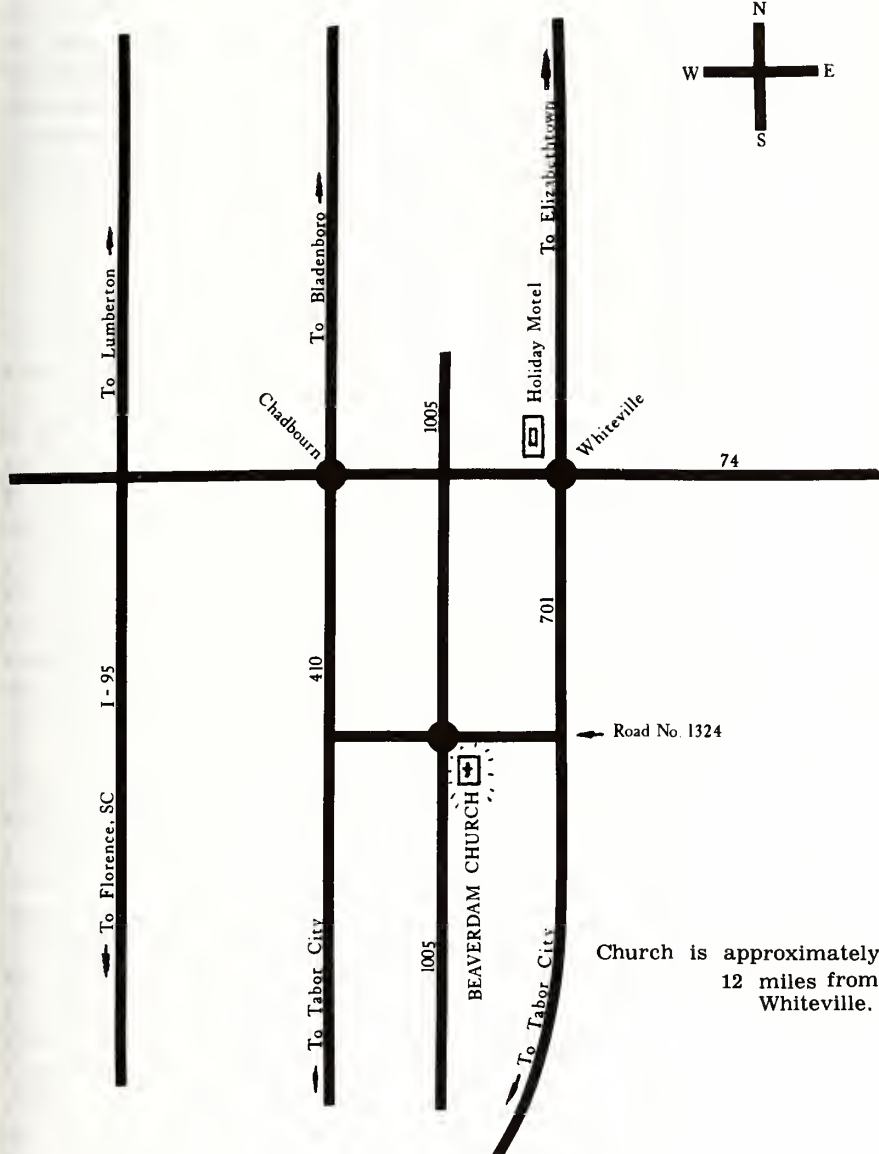 N
W E
S
To Elizabethtown
To Bladenboro
To Lumberton
Holiday Motel
Chadbourn
1005
Whiteville
74
701
410
I - 95
Road No. 1324
To Florence, SC
BEAVERDAM CHURCH
To Tabor City
1005
To Tabor City
Church is approximately
12 miles from
Whiteville.